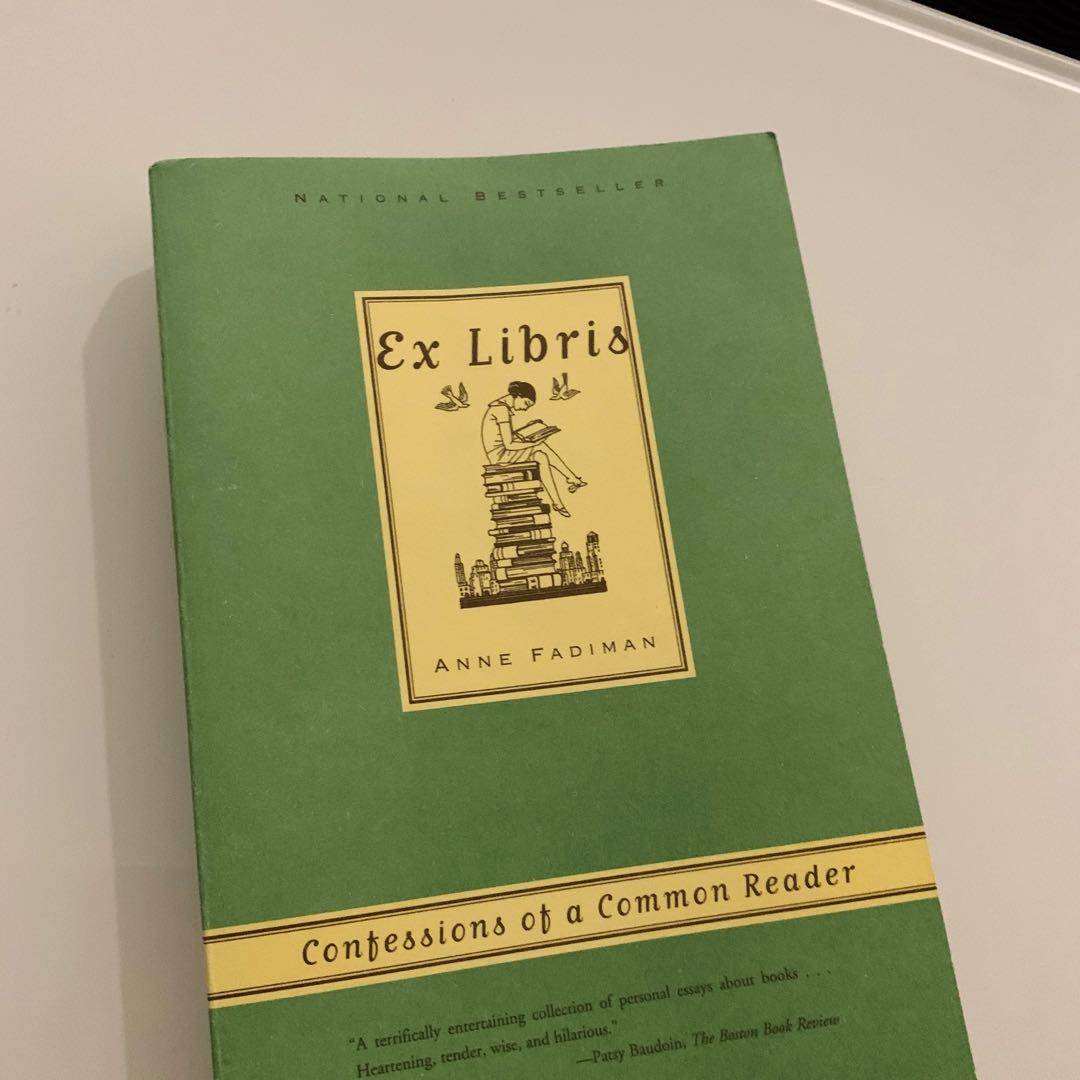 NATIONAL BESTSELLER
Ex Libris
ANNE FADIMAN
Confessions of a Common Reader
"A terrifically entertaining collection of personal essays about books . . .
Heartening, tender, wise, and hilarious."
—Patsy Baudoin, The Boston Book Review